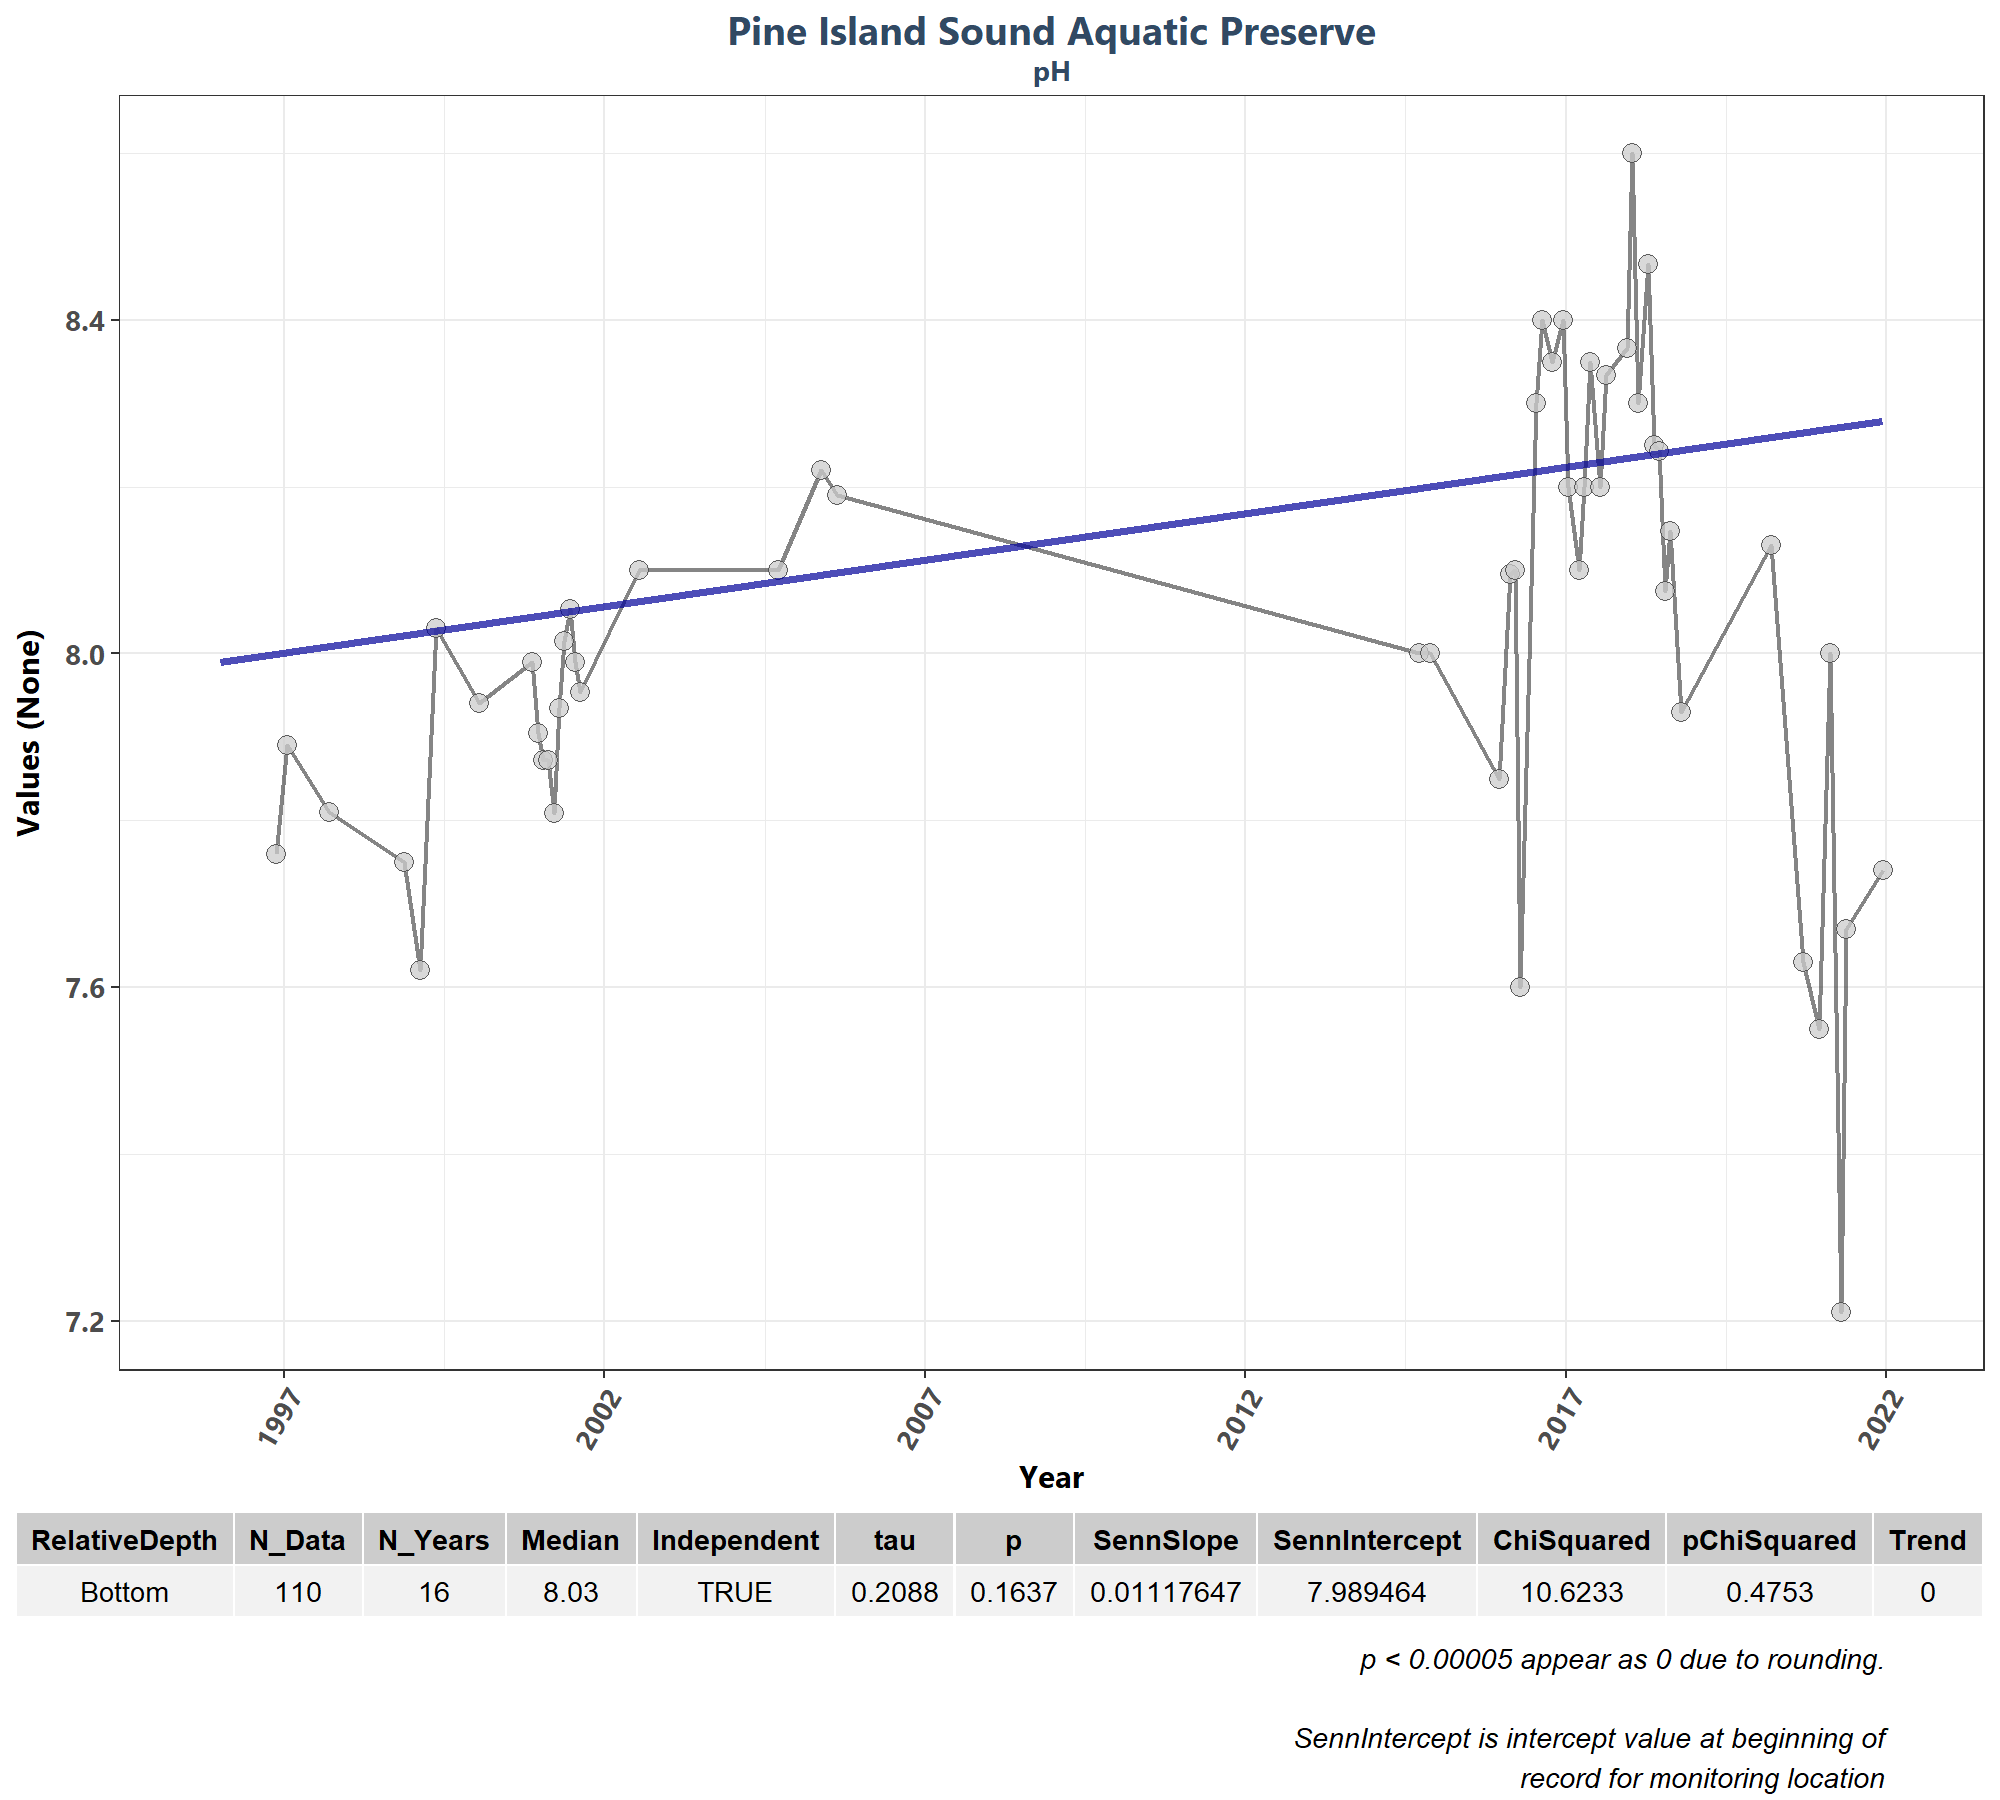 Pine Island Sound Aquatic Preserve
pH
Values (None)
8.4
8.0
7.6
7.2
1997 2002 2007 2012 2017 2022
Year
RelativeDepth N_Data N_Years Median Independent tau p SennSlope SennIntercept ChiSquared pChiSquared Trend
Bottom 110 16 8.03 TRUE 0.2088 0.1637 0.01117647 7.989464 10.6233 0.4753 0
p < 0.00005 appear as 0 due to rounding.
SennIntercept is intercept value at beginning of
record for monitoring location